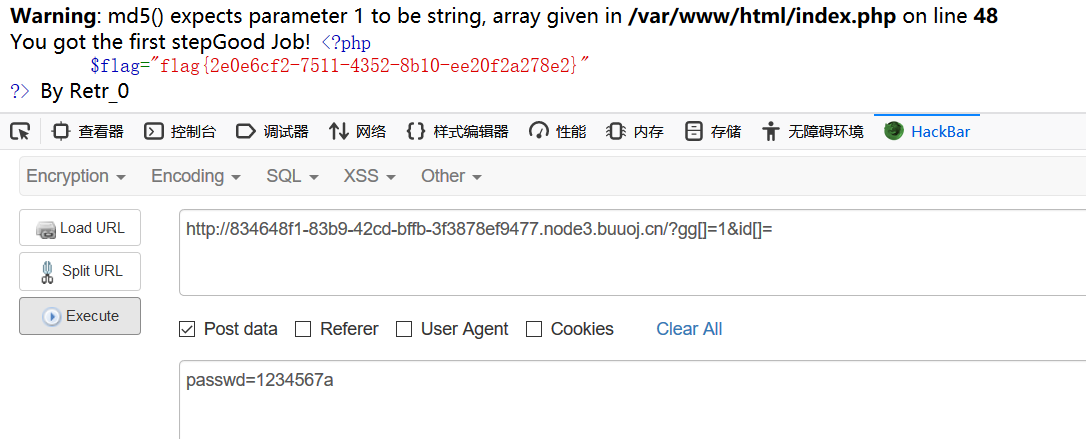 Warning: md5() expects parameter 1 to be string, array given in /var/www/html/index.php on line 48
You got the first stepGood Job! <?php
$flag="flag{2e0e6cf2-7511-4352-8b10-ee20f2a278e2}"
?> By Retr_0
查看器 控制台 调试器 网络 样式编辑器 性能 内存 存储 无障碍环境 HackBar
Encryption Encoding SQL XSS Other
Load URL
http://834648f1-83b9-42cd-bffb-3f3878ef9477.node3.buuoj.cn/?gg[]=1&id[]=
Split URL
Execute
Post data Referer User Agent Cookies Clear All
passwd=1234567a